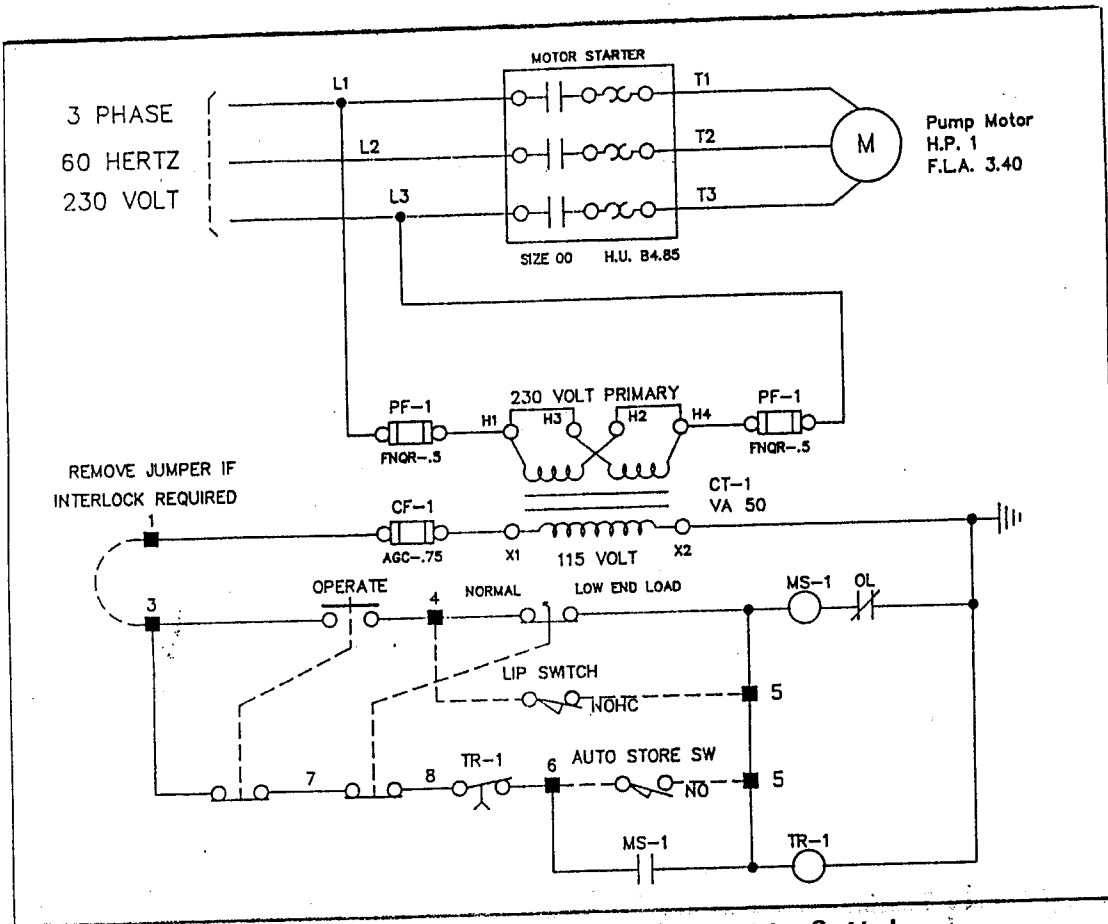 MOTOR STARTER
L1
T1
3 PHASE
60 HERTZ
230 VOLT
L2
T2
M
Pump Motor
H.P. 1
F.L.A. 3.40
L3
T3
SIZE 00
H.U. B4.85
230 VOLT PRIMARY
PF-1
H1
H3
H2
H4
PF-1
FNQR-.5
FNQR-.5
REMOVE JUMPER IF
INTERLOCK REQUIRED
CT-1
VA 50
1
CF-1
AGC-.75
X1
115 VOLT
X2
OPERATE
NORMAL
LOW END LOAD
MS-1
OL
3
4
LIP SWITCH
NOHC
5
7
8
TR-1
6
AUTO STORE SW
NO
5
MS-1
TR-1